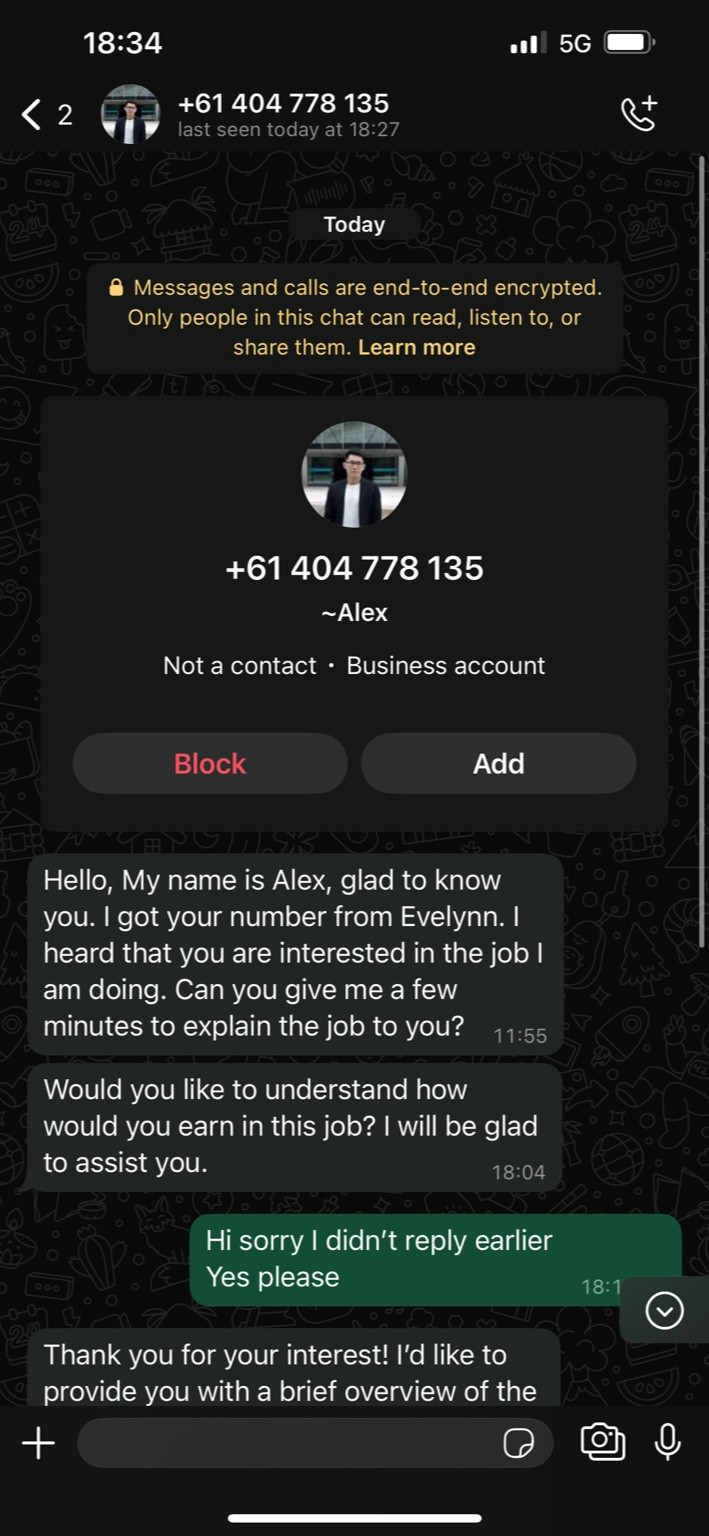 18:34
5G
2
+61 404 778 135
last seen today at 18:27
Today
Messages and calls are end-to-end encrypted.
Only people in this chat can read, listen to, or
share them. Learn more
+61 404 778 135
~Alex
Not a contact • Business account
Block
Add
Hello, My name is Alex, glad to know
you. I got your number from Evelynn. I
heard that you are interested in the job I
am doing. Can you give me a few
minutes to explain the job to you?
11:55
Would you like to understand how
would you earn in this job? I will be glad
to assist you.
18:04
Hi sorry I didn’t reply earlier
Yes please
Thank you for your interest! I’d like to
provide you with a brief overview of the